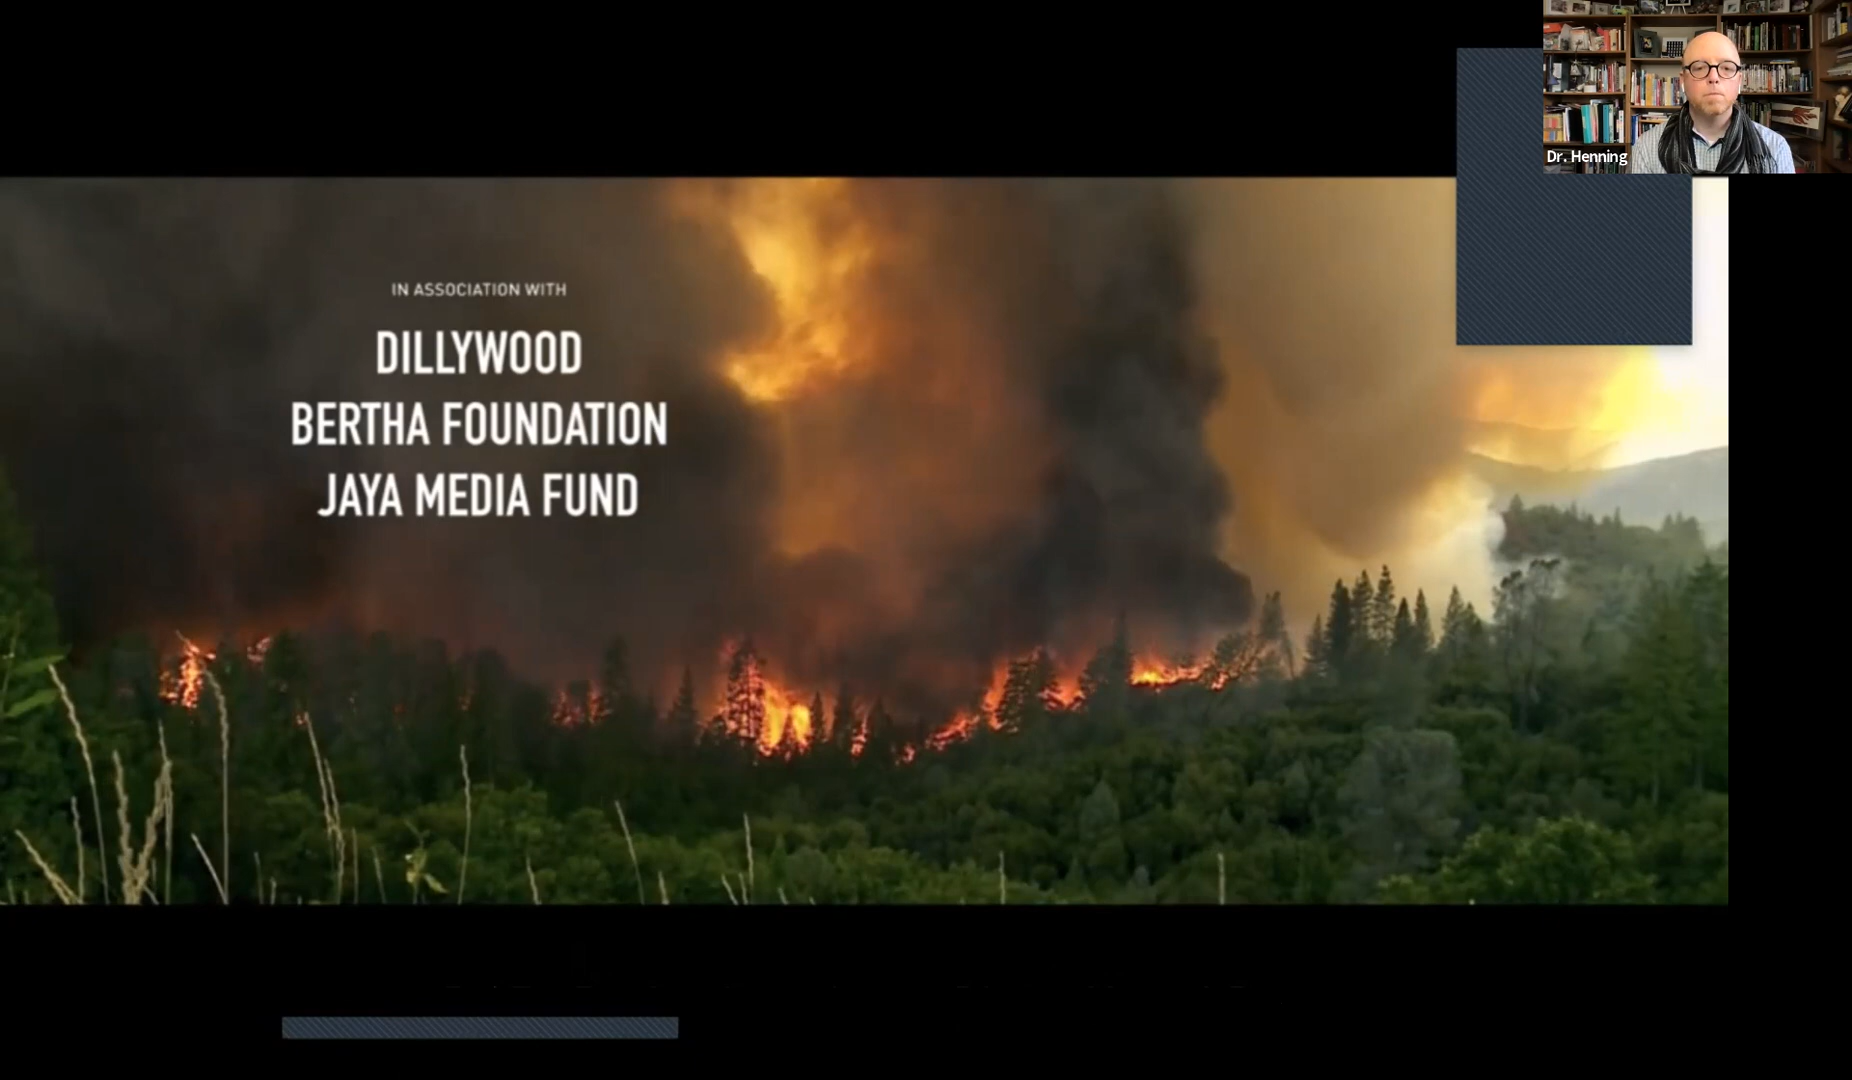 IN ASSOCIATION WITH
DILLYWOOD
BERTHA FOUNDATION
JAYA MEDIA FUND
Dr. Henning